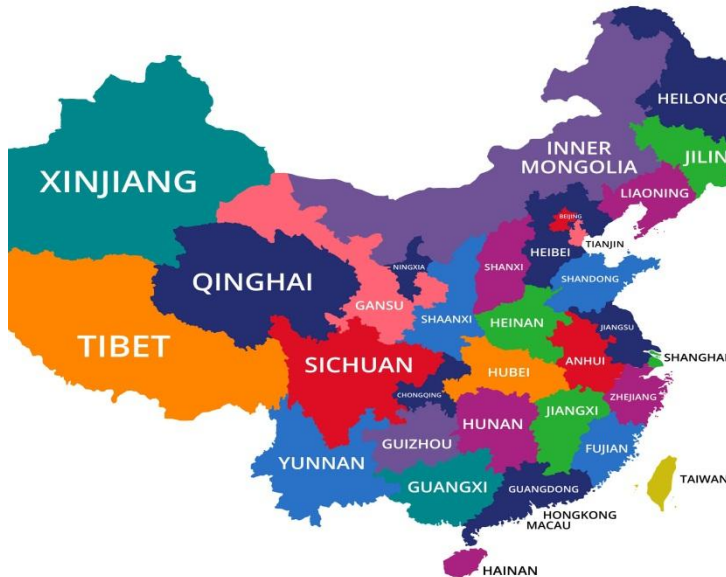 HEILONG
INNER
MONGOLIA
JILIN
XINJIANG
LIAONING
BEIJING
TIANJIN
HEIBEI
NINGXIA
SHANXI
QINGHAI
SHANDONG
GANSU
SHAANXI
HEINAN
JIANGSU
TIBET
SICHUAN
HUBEI
ANHUI
SHANGHAI
CHONGQING
ZHEJIANG
HUNAN
JIANGXI
GUIZHOU
FUJIAN
YUNNAN
GUANGXI
GUANGDONG
TAIWAN
HONGKONG
MACAU
HAINAN